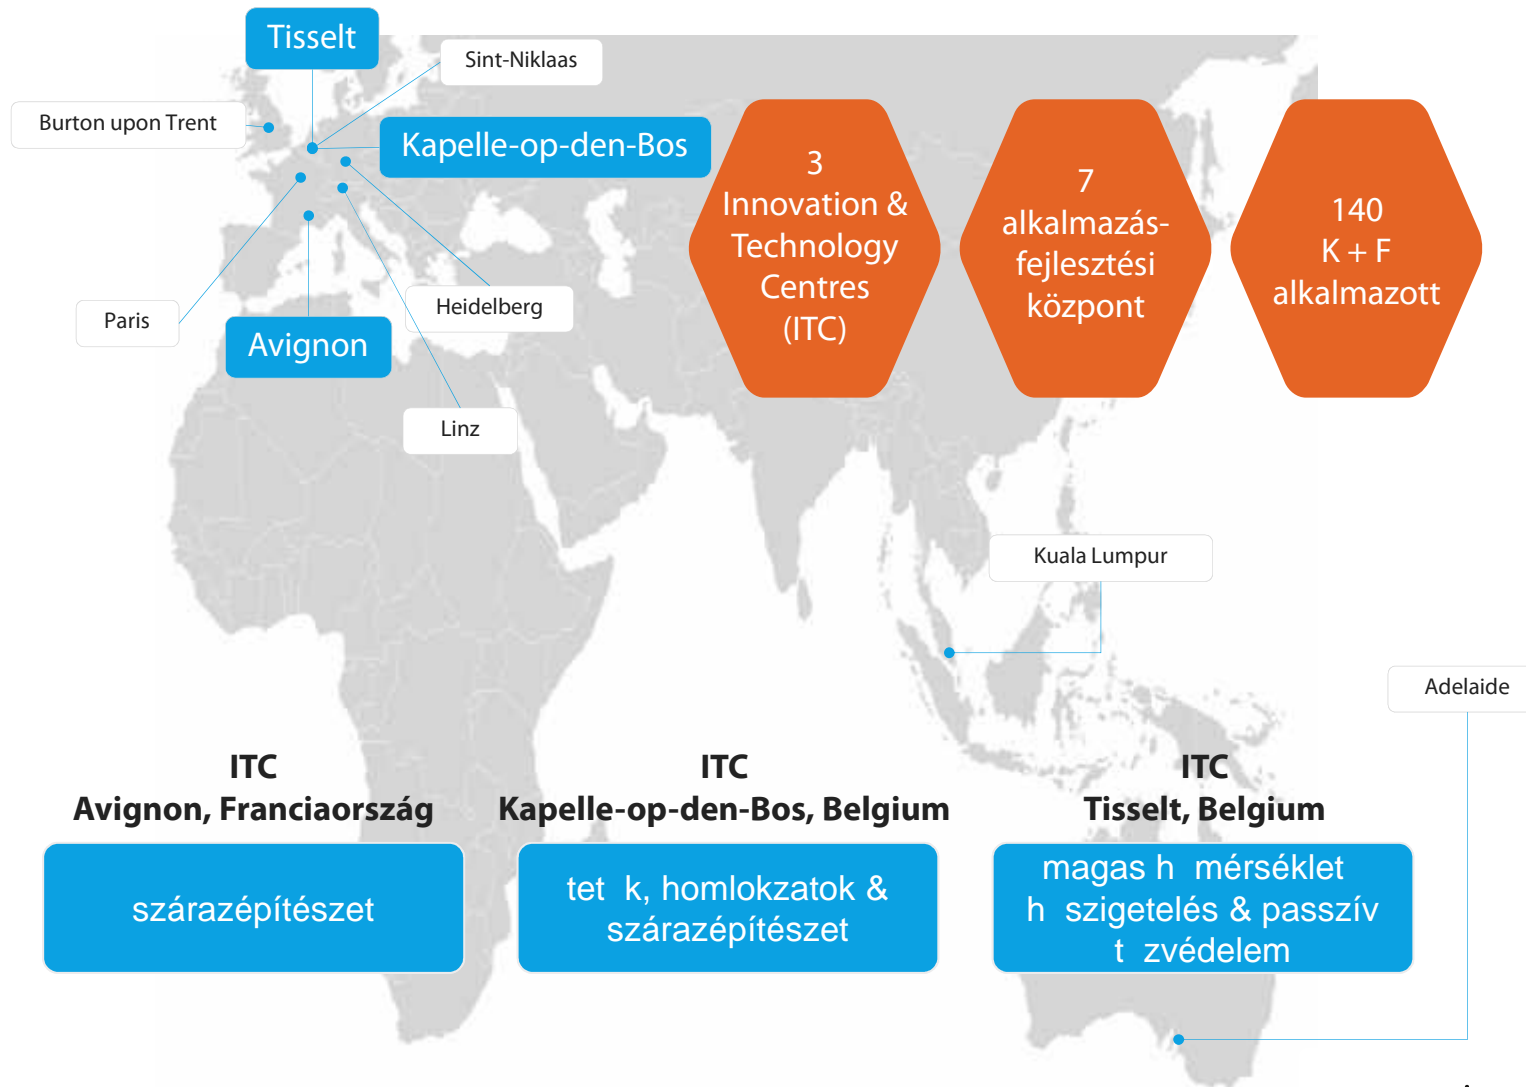 Tisselt
Sint-Niklaas
Burton upon Trent
Kapelle-op-den-Bos
Paris
Heidelberg
Avignon
Linz
3
Innovation &
Technology
Centres
(ITC)
7
alkalmazás-
fejlesztési
központ
140
K + F
alkalmazott
Kuala Lumpur
Adelaide
ITC
Avignon, Franciaország
szárazépítészet
ITC
Kapelle-op-den-Bos, Belgium
tet k, homlokzatok &
szárazépítészet
ITC
Tisselt, Belgium
magas h mérséklet
h szigetelés & passzív
t zvédelem